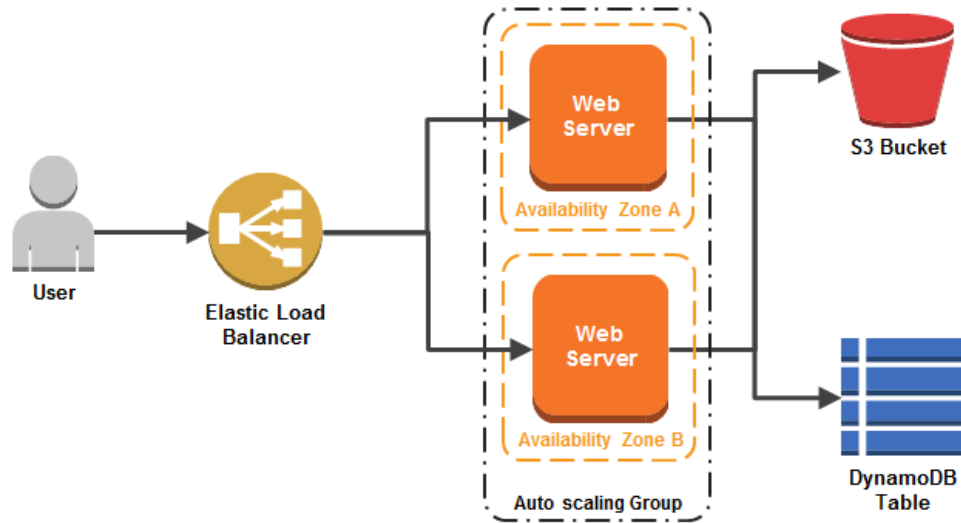 User
Elastic Load
Balancer
Web
Server
Availability Zone A
Web
Server
Availability Zone B
Auto scaling Group
S3 Bucket
DynamoDB
Table